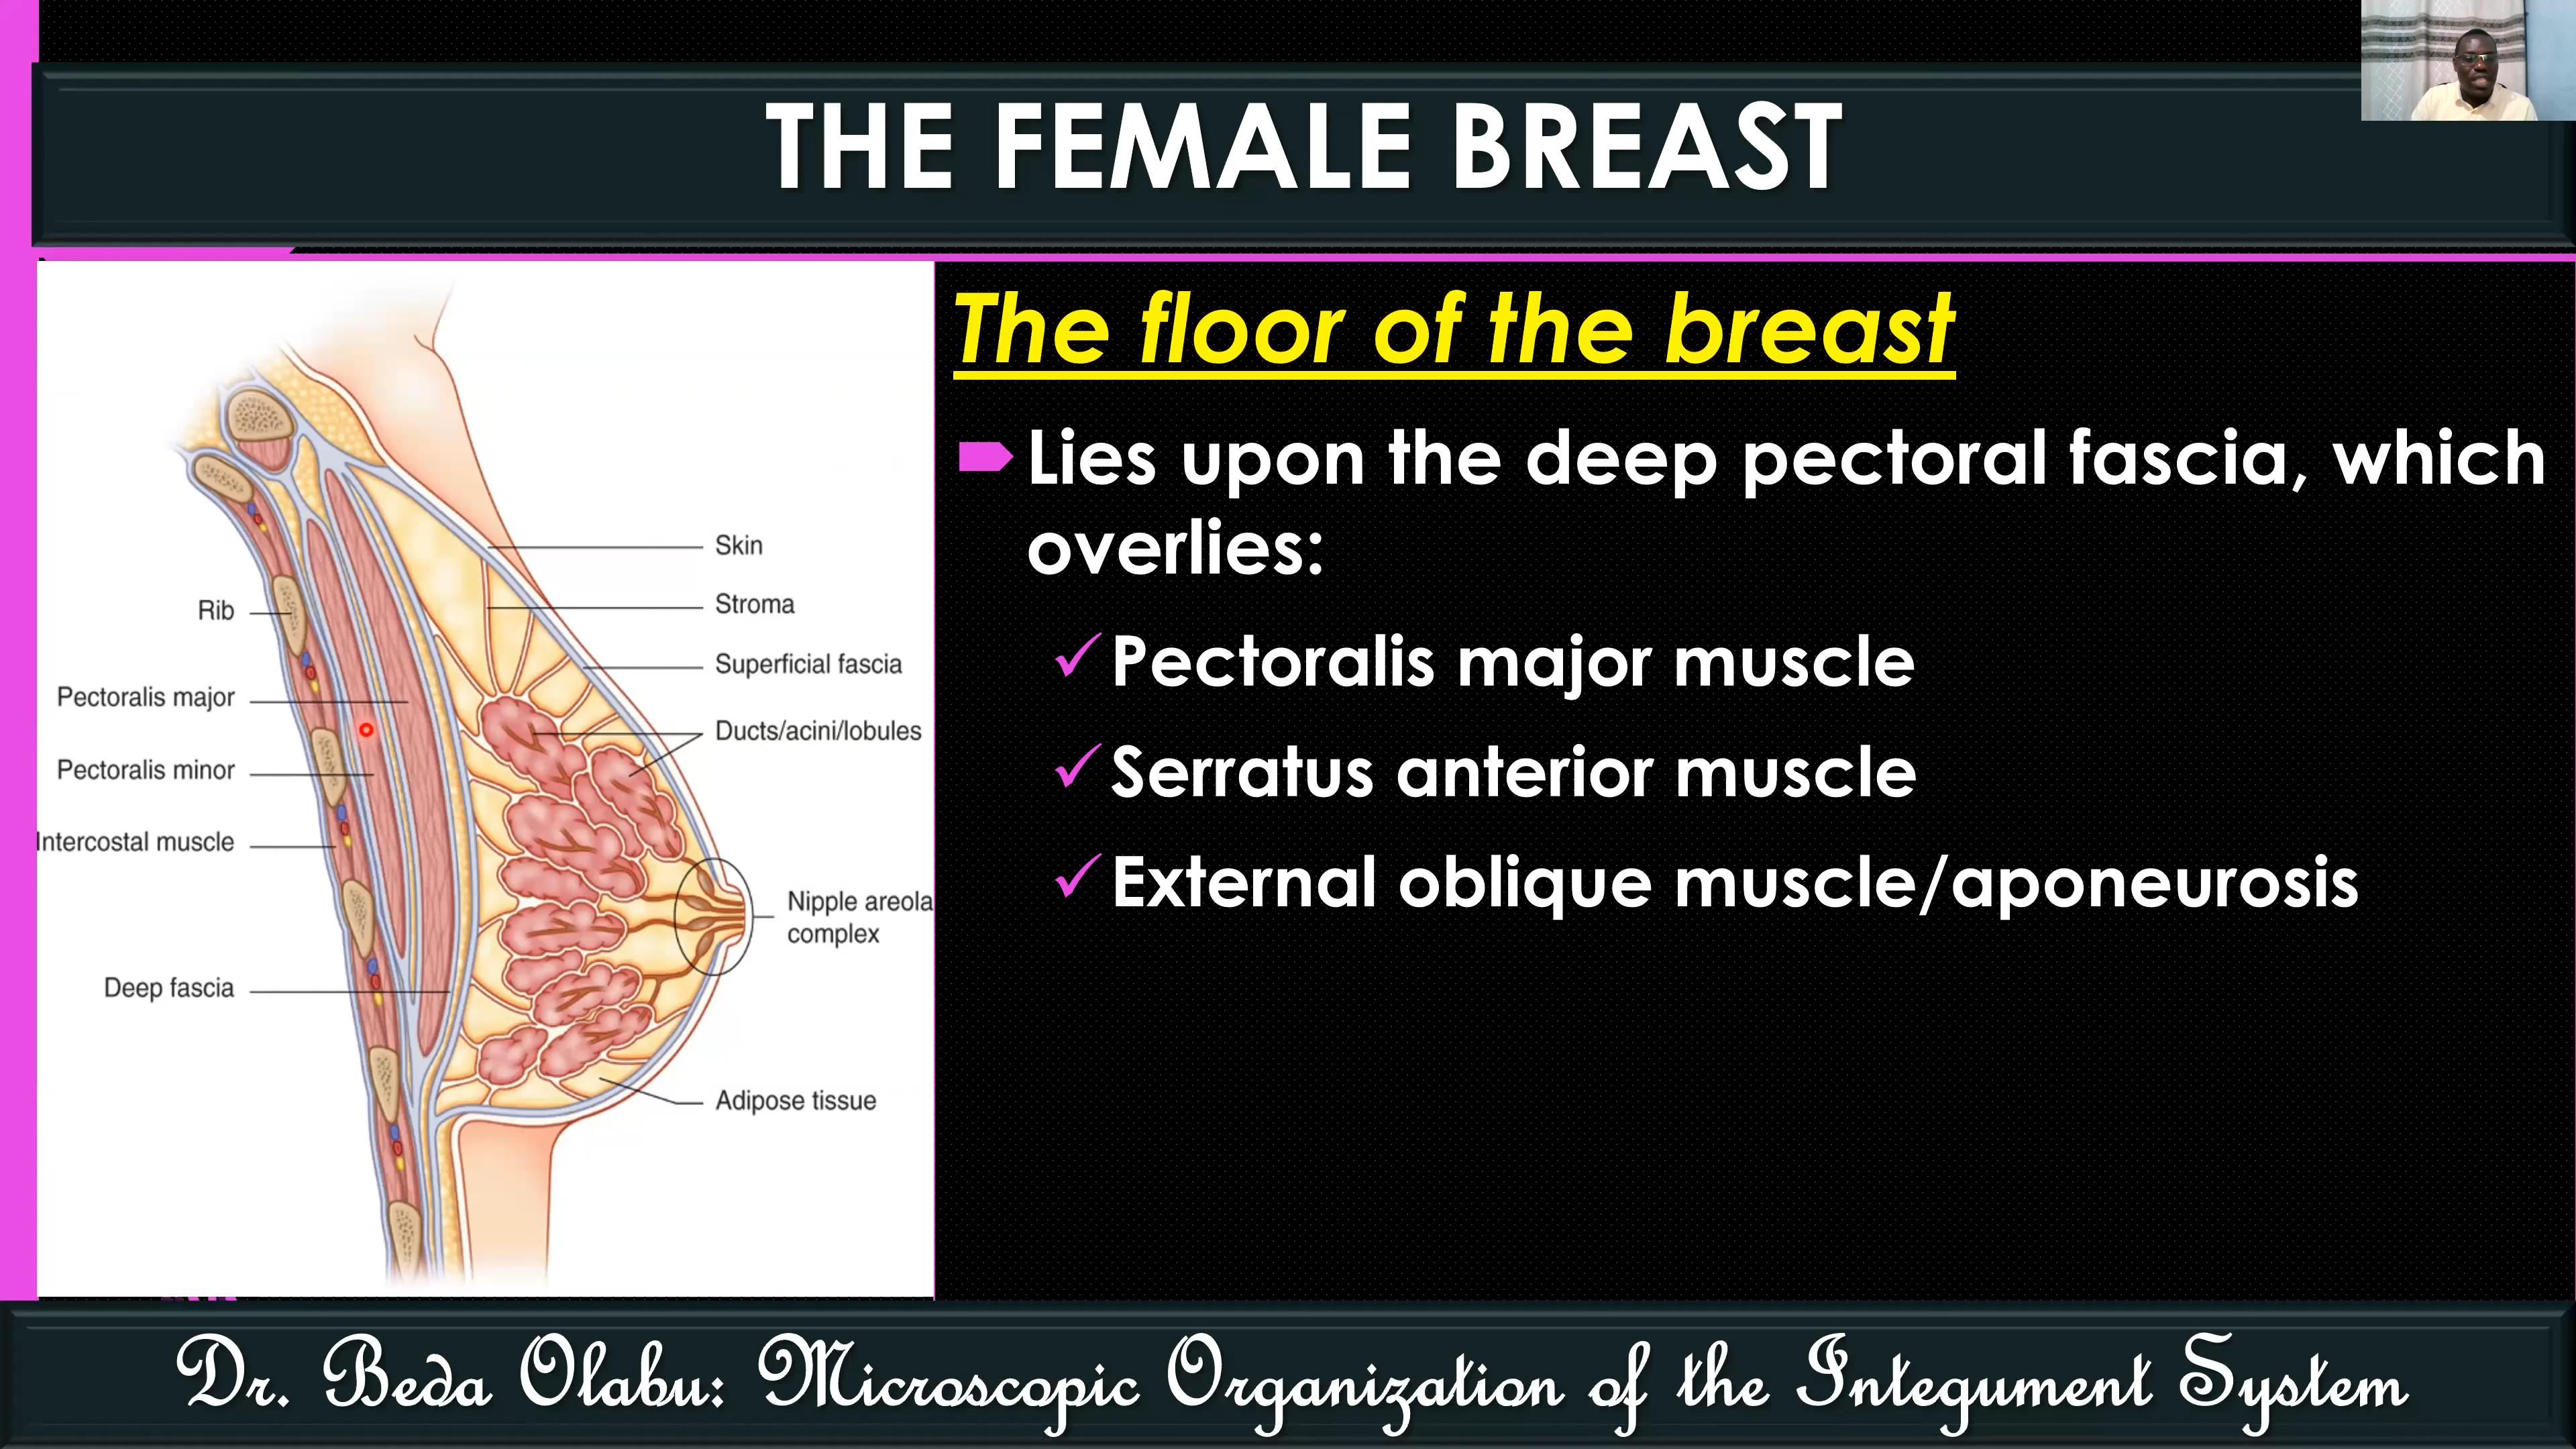 THE FEMALE BREAST
Skin
Stroma
Superficial fascia
Ducts/acini/lobules
Nipple areola
complex
Adipose tissue
Rib
Pectoralis major
Pectoralis minor
Intercostal muscle
Deep fascia
The floor of the breast
Lies upon the deep pectoral fascia, which
overlies:
Pectoralis major muscle
Serratus anterior muscle
External oblique muscle/aponeurosis
Dr. Beda Olabu: Microscopic Organization of the Integument System